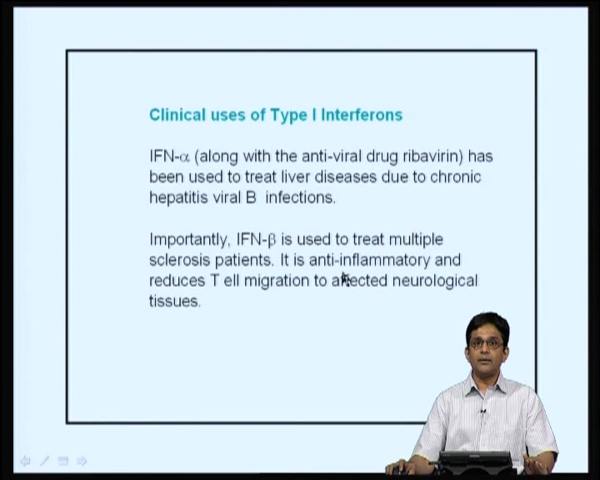 Clinical uses of Type I Interferons
IFN-α (along with the anti-viral drug ribavirin) has
been used to treat liver diseases due to chronic
hepatitis viral B infections.
Importantly, IFN-β is used to treat multiple
sclerosis patients. It is anti-inflammatory and
reduces T ell migration to affected neurological
tissues.